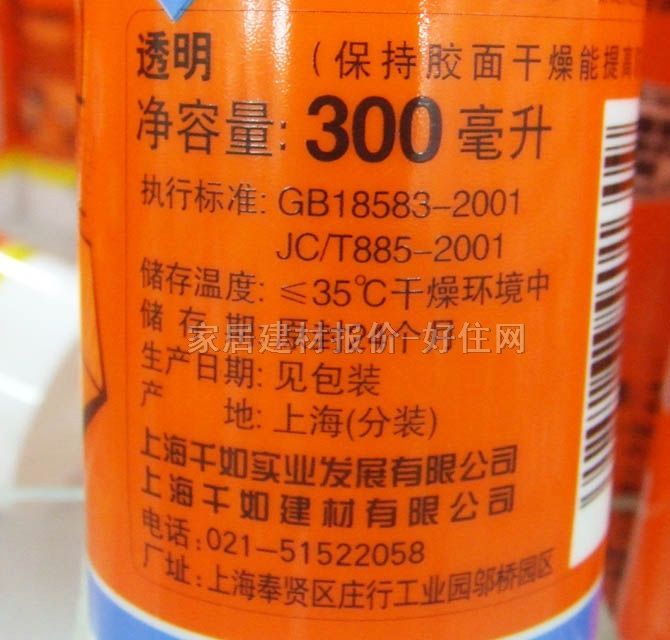 透明 (保持胶面干燥能提高
净容量: 300 毫升
执行标准: GB18583-2001
JC/T885-2001
储存温度: ≤35℃干燥环境中
储存期:
家居建材报价-好住网
生产日期: 见包装
产 地: 上海(分装)
上海千如实业发展有限公司
上海千如建材有限公司
电话: 021-51522058
厂址: 上海奉贤区庄行工业园邬桥园区